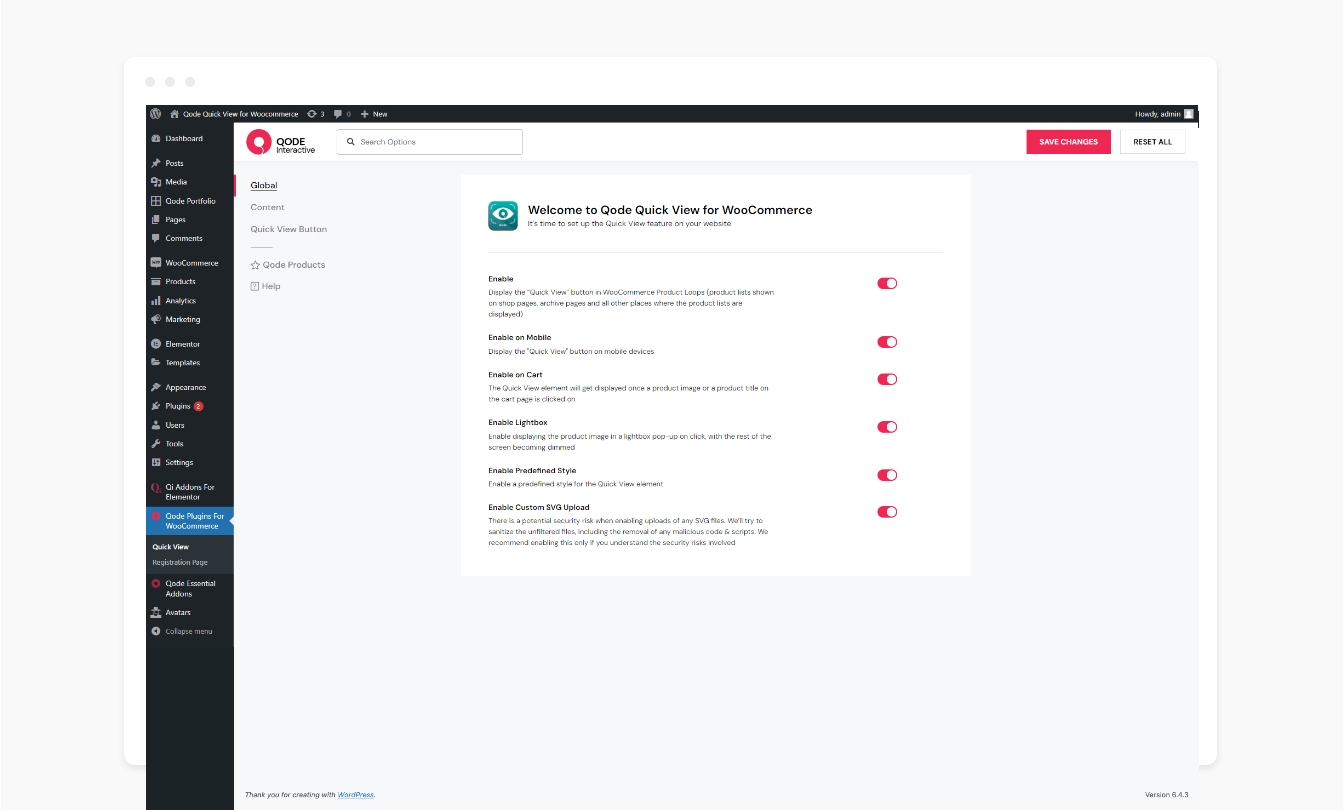 Qode Quick View for Woocommerce 3 0 New Howdy, admin
Dashboard
Posts
Media
Qode Portfolio
Pages
Comments
WooCommerce
Products
Analytics
Marketing
Elementor
Templates
Appearance
Plugins 2
Users
Tools
Settings
Qi Addons For
Elementor
Qode Plugins For
WooCommerce
Quick View
Registration Page
Qode Essential
Addons
Avatars
Collapse menu
QODE
Interactive
Search Options
SAVE CHANGES
RESET ALL
Global
Content
Quick View Button
Qode Products
Help
Welcome to Qode Quick View for WooCommerce
It's time to set up the Quick View feature on your website
Enable
Display the "Quick View" button in WooCommerce Product Loops (product lists shown
on shop pages, archive pages and all other places where the product lists are
displayed)
Enable on Mobile
Display the "Quick View" button on mobile devices
Enable on Cart
The Quick View element will get displayed once a product image or a product title on
the cart page is clicked on
Enable Lightbox
Enable displaying the product image in a lightbox pop-up on click, with the rest of the
screen becoming dimmed
Enable Predefined Style
Enable a predefined style for the Quick View element
Enable Custom SVG Upload
There is a potential security risk when enabling uploads of any SVG files. We'll try to
sanitize the unfiltered files, including the removal of any malicious code & scripts. We
recommend enabling this only if you understand the security risks involved
Thank you for creating with WordPress.
Version 6.4.3